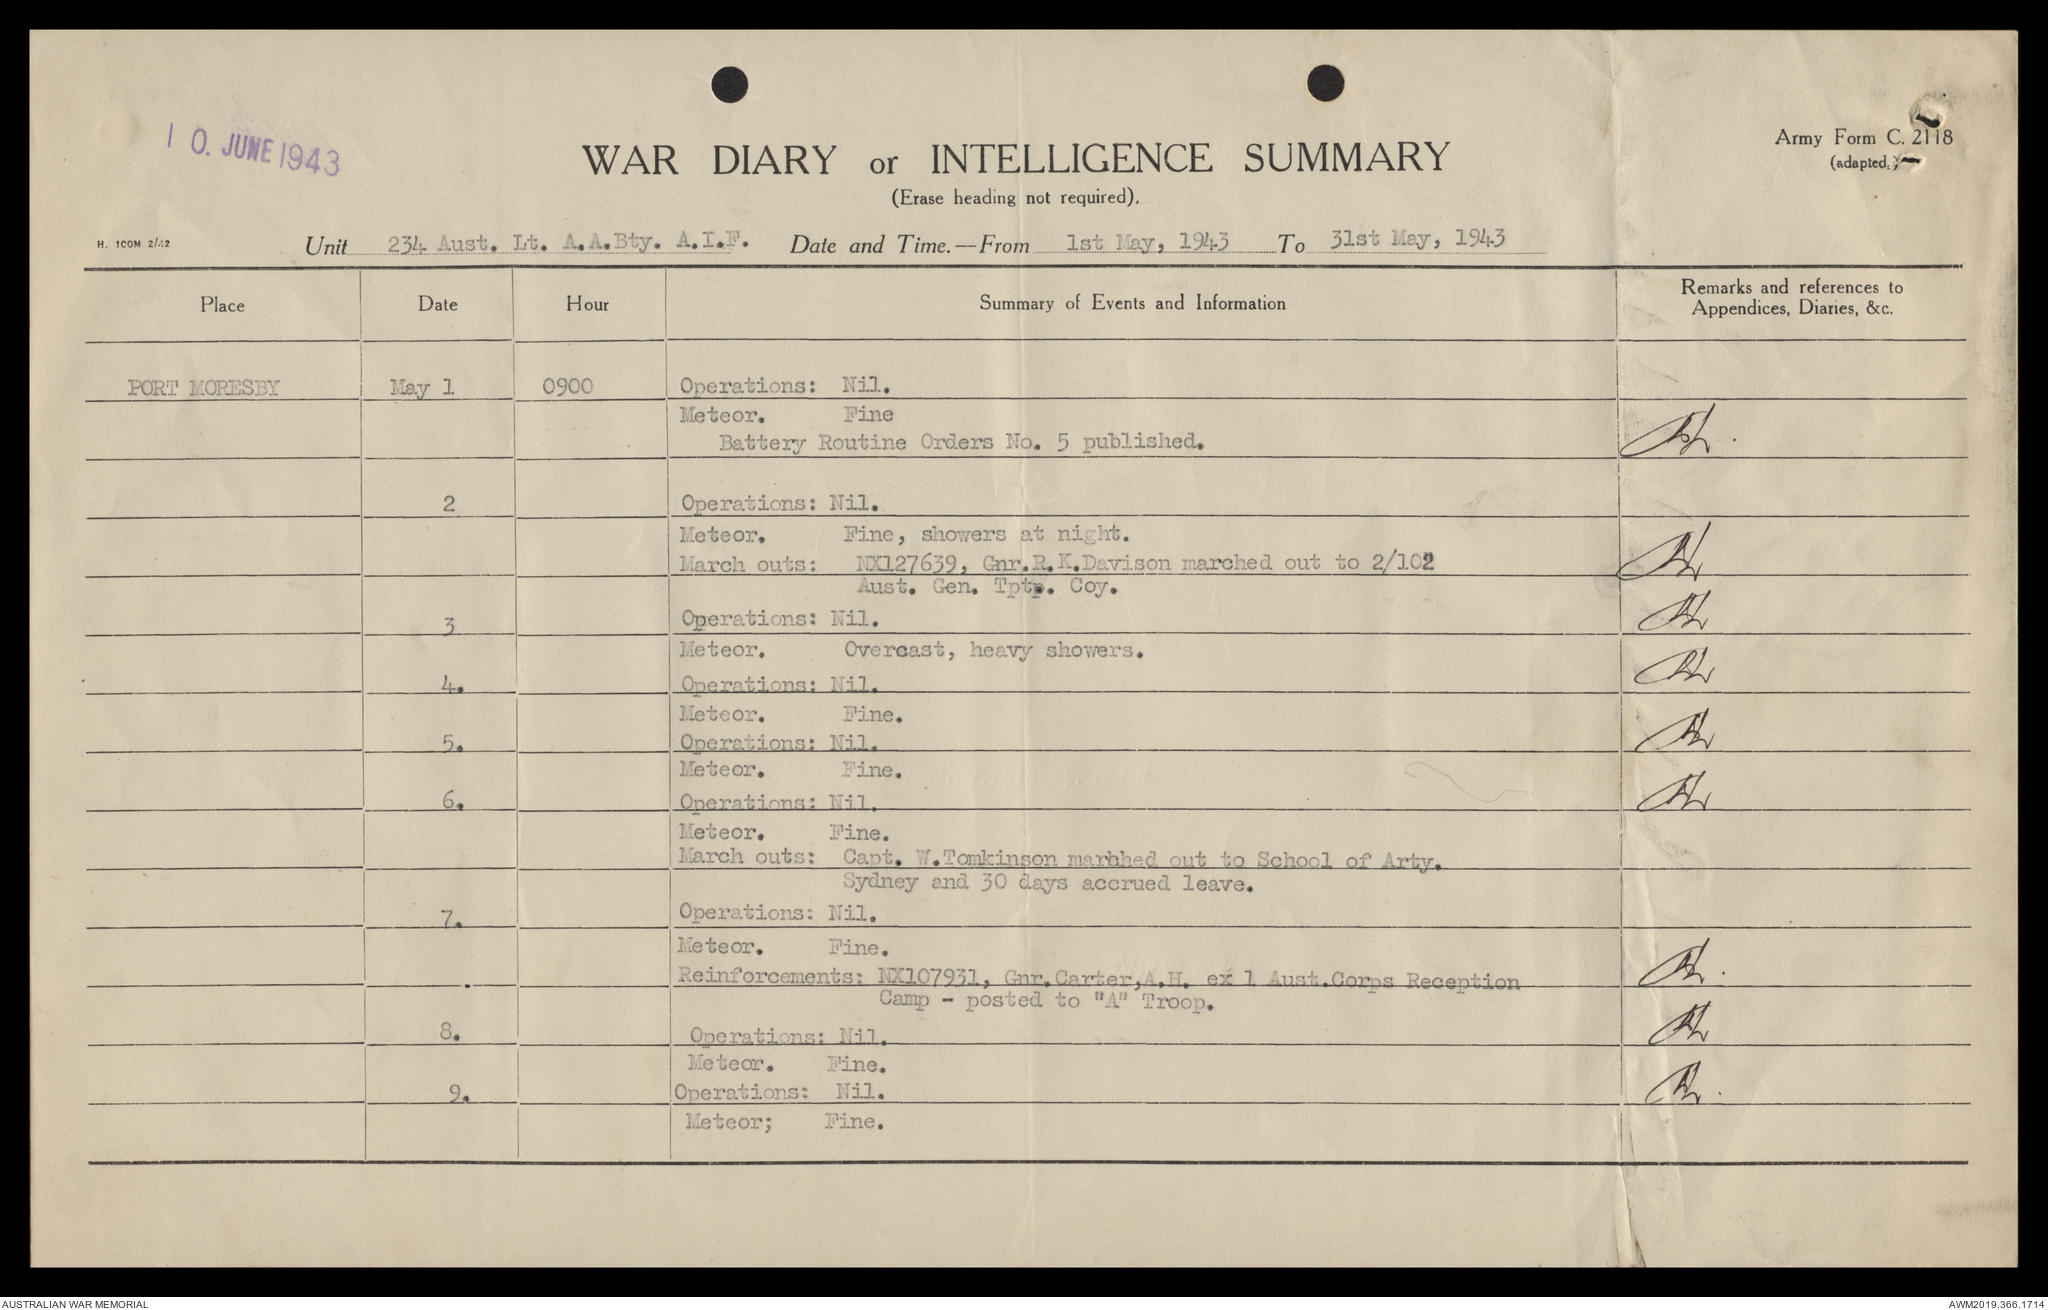 10. JUNE 1943
WAR DIARY or INTELLIGENCE SUMMARY
Army Form C. 2118
(adapted.)
(Erase heading not required).
H. 1COM 2/42
Unit 234 Aust. Lt. A.A.Bty. A.I.F. Date and Time.—From 1st May, 1943 To 31st May, 1943
Place Date Hour Summary of Events and Information Remarks and references to
Appendices, Diaries, &c.
PORT MORESBY May 1 0900 Operations: Nil.
Meteor. Fine
Battery Routine Orders No. 5 published.
2 Operations: Nil.
Meteor. Fine, showers at night.
March outs: NX127639, Gnr.R.K.Davison marched out to 2/102
Aust. Gen. Tptp. Coy.
3 Operations: Nil.
Meteor. Overcast, heavy showers.
4. Operations: Nil.
Meteor. Fine.
5. Operations: Nil.
Meteor. Fine.
6. Operations: Nil.
Meteor. Fine.
March outs: Capt. W.Tomkinson marhhed out to School of Arty.
Sydney and 30 days accrued leave.
7. Operations: Nil.
Meteor. Fine.
. Reinforcements: NX107931, Gnr.Carter,A.H. ex 1 Aust.Corps Reception
Camp - posted to "A" Troop.
8. Operations: Nil.
Meteor. Fine.
9. Operations: Nil.
Meteor; Fine.
AUSTRALIAN WAR MEMORIAL
AWM2019.366.1714